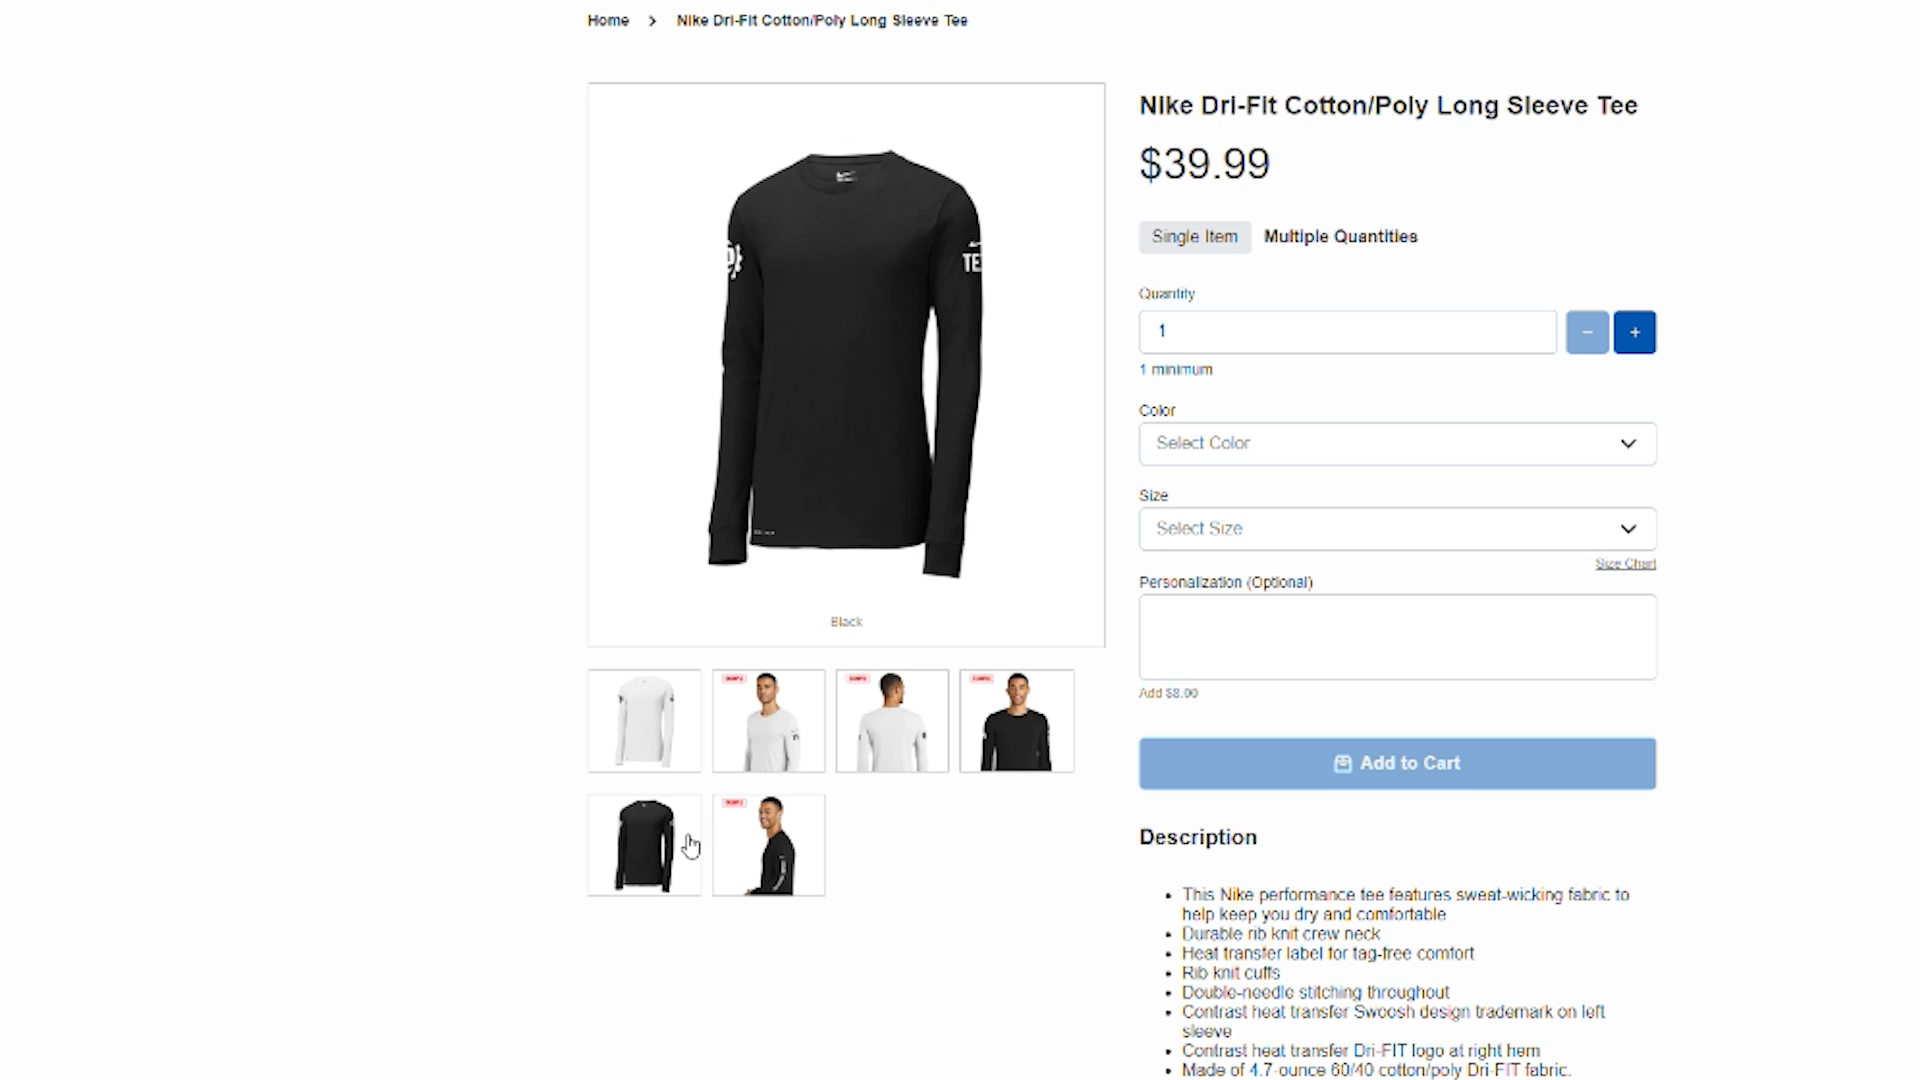 Home > Nike Dri-Fit Cotton/Poly Long Sleeve Tee
TE
Black
Nike Dri-Fit Cotton/Poly Long Sleeve Tee
$39.99
Single Item Multiple Quantities
Quantity
1
− +
1 minimum
Color
Select Color
Size
Select Size
Size Chart
Personalization (Optional)
Add $8.00
Add to Cart
Description
• This Nike performance tee features sweat-wicking fabric to
help keep you dry and comfortable
• Durable rib knit crew neck
• Heat transfer label for tag-free comfort
• Rib knit cuffs
• Double-needle stitching throughout
• Contrast heat transfer Swoosh design trademark on left
sleeve
• Contrast heat transfer Dri-FIT logo at right hem
• Made of 4.7-ounce 60/40 cotton/poly Dri-FIT fabric.